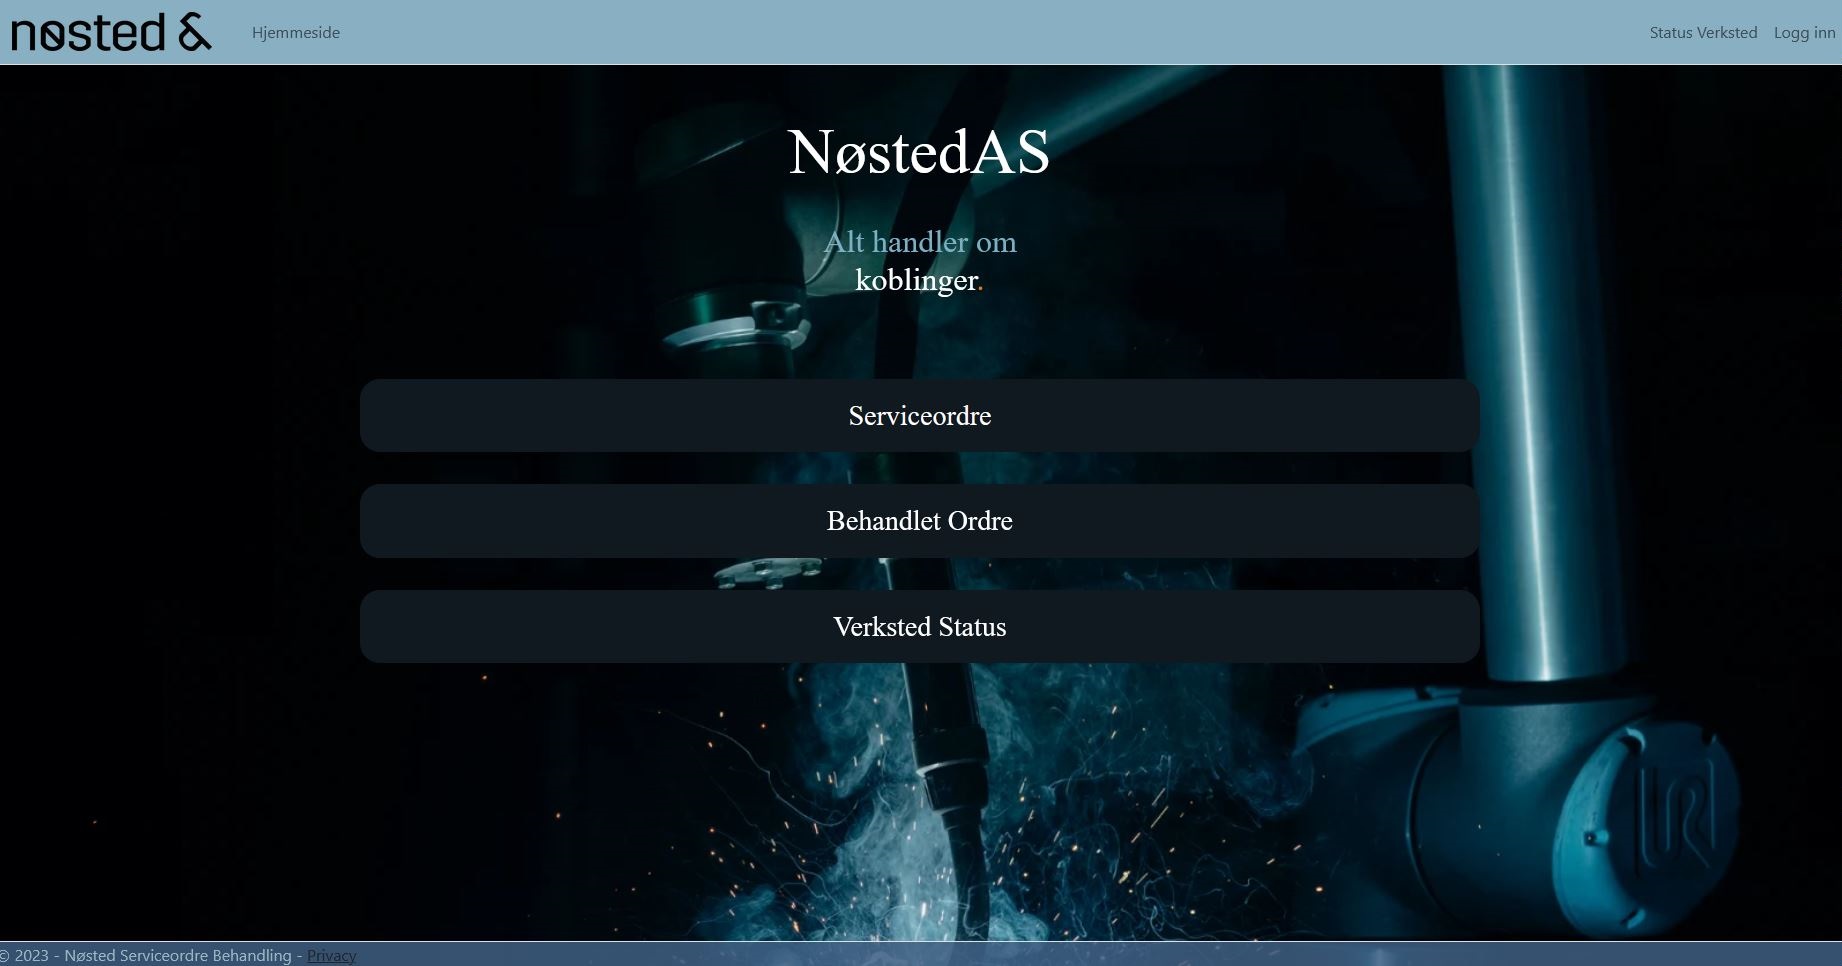 nøsted &
Hjemmeside
Status Verksted
Logg inn
NøstedAS
Alt handler om
koblinger.
Serviceordre
Behandlet Ordre
Verksted Status
© 2023 - Nøsted Serviceordre Behandling - Privacy